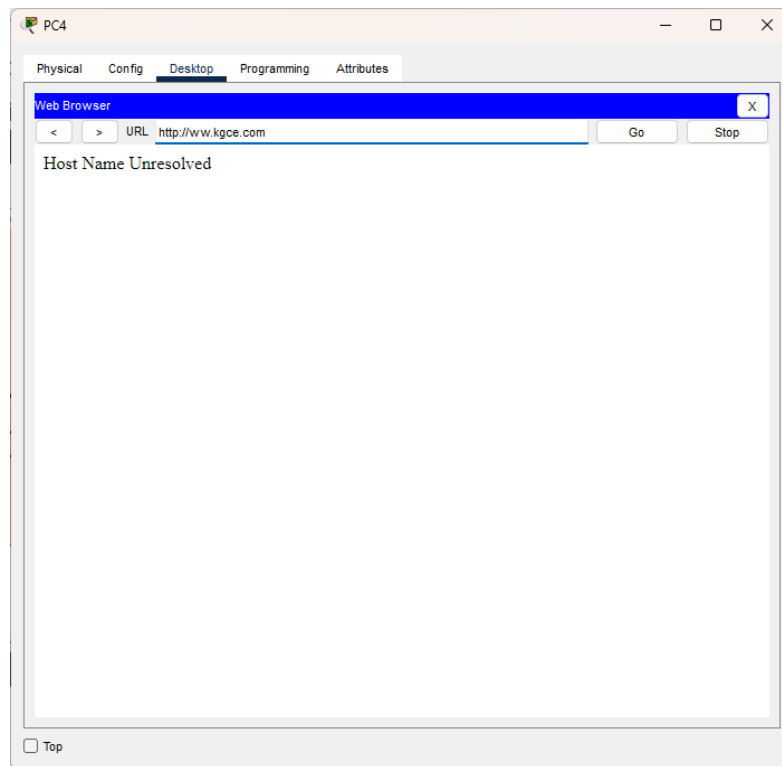 PC4
Physical Config Desktop Programming Attributes
Web Browser X
< > URL http://ww.kgce.com Go Stop
Host Name Unresolved
Top